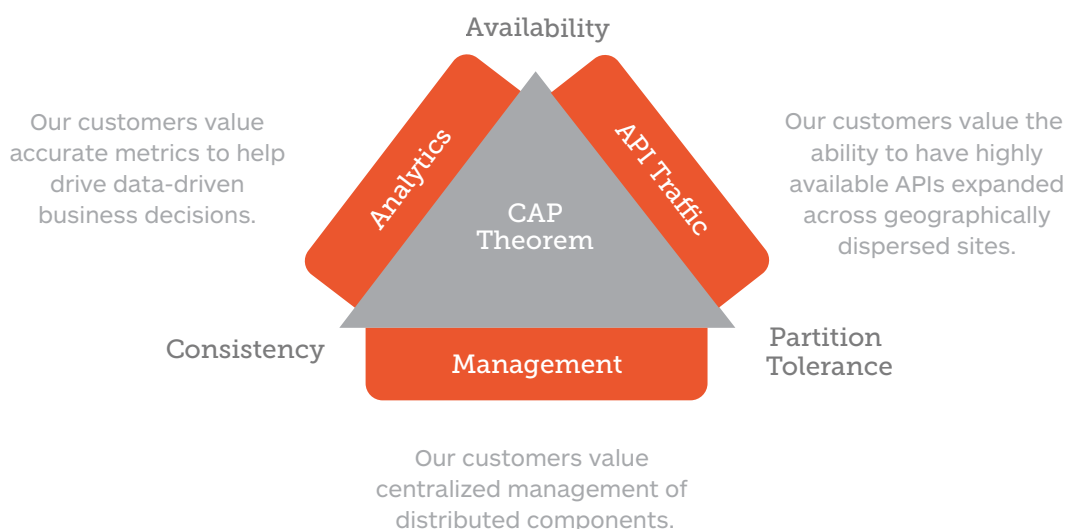 Availability
Our customers value
accurate metrics to help
drive data-driven
business decisions.
Analytics
API Traffic
Our customers value the
ability to have highly
available APIs expanded
across geographically
dispersed sites.
CAP
Theorem
Consistency
Management
Partition
Tolerance
Our customers value
centralized management of
distributed components.